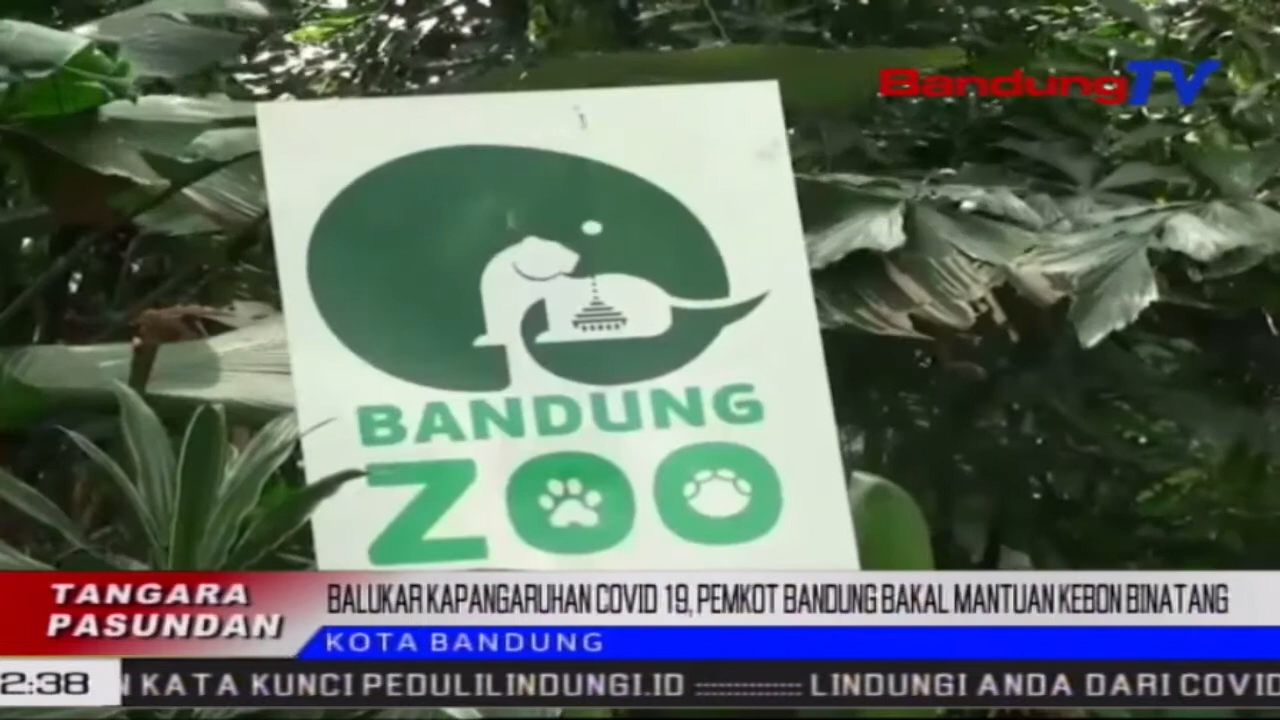 BandungTV
BANDUNG
ZOO
TANGARA
PASUNDAN
BALUKAR KAPANGARUHAN COVID 19, PEMKOT BANDUNG BAKAL MANTUAN KEBON BINATANG
KOTA BANDUNG
2:38
KATA KUNCI PEDULILINDUNGI.ID :::::::::::::::: LINDUNGI ANDA DARI COVID